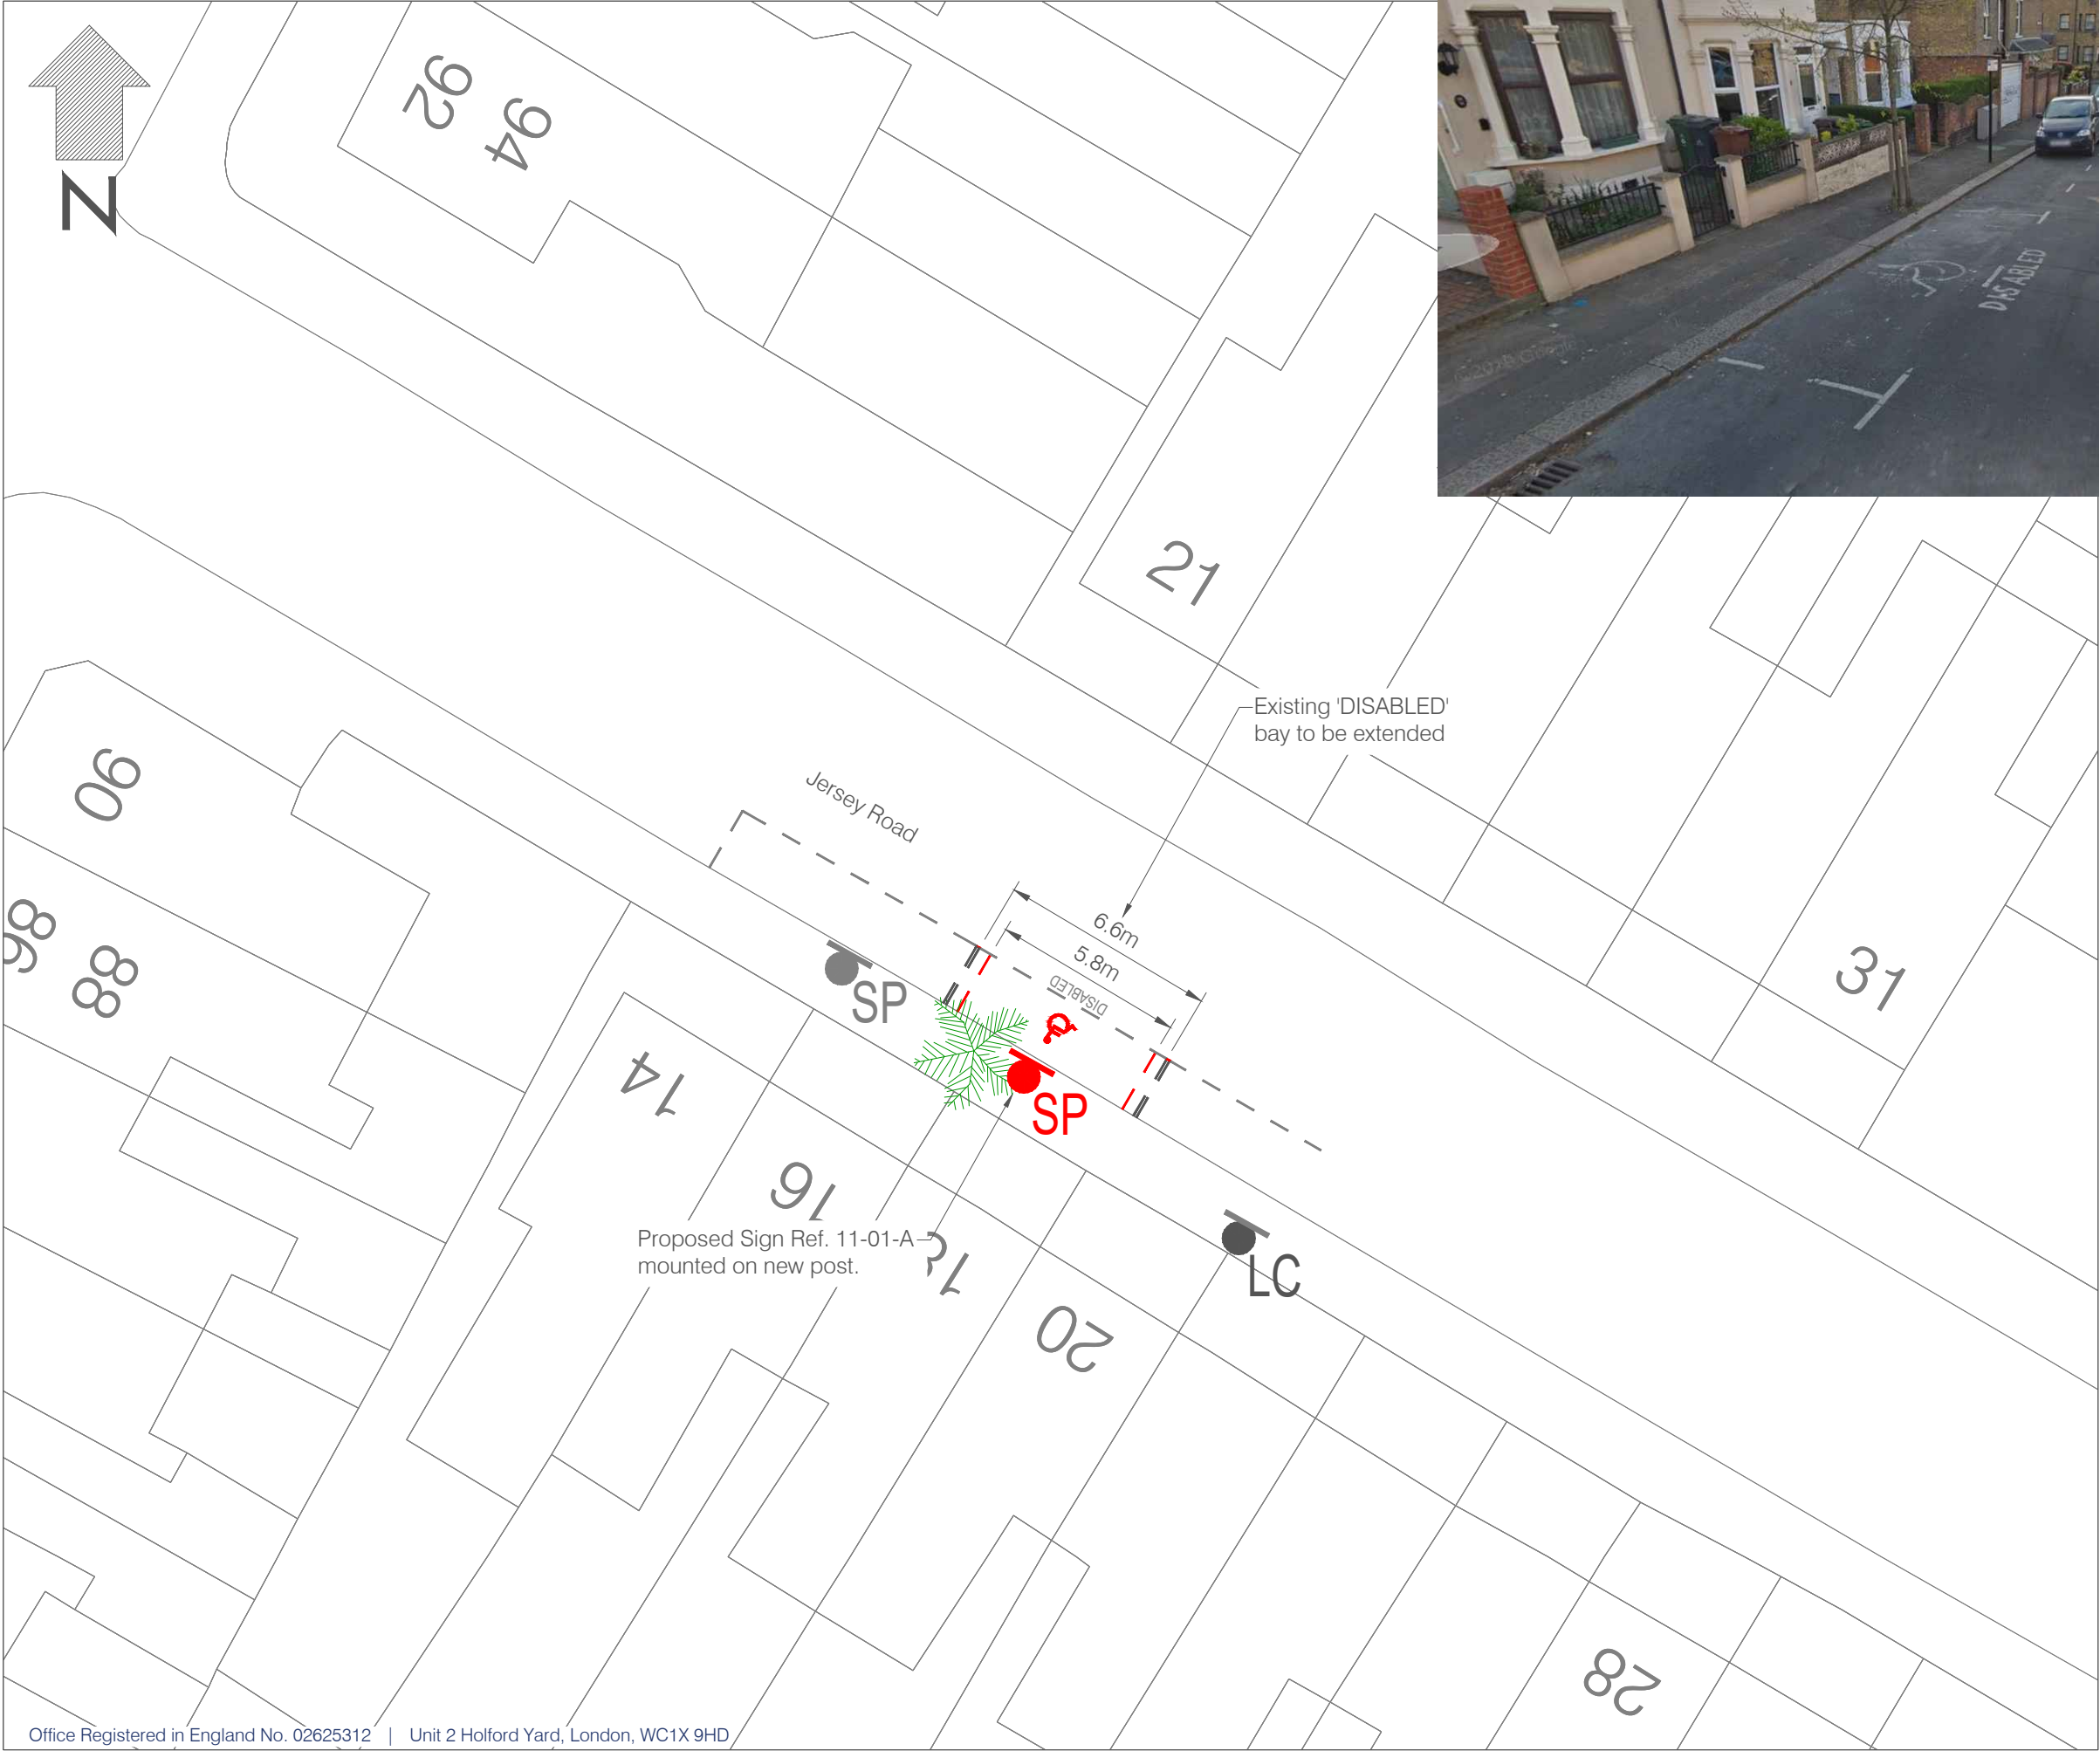 92
94
N
DISABLED
21
Existing 'DISABLED'
bay to be extended
90
Jersey Road
6.6m
5.8m
DISABLED
31
86
88
SP
SP
14
16
Proposed Sign Ref. 11-01-A
mounted on new post.
18
LC
20
28
Office Registered in England No. 02625312 | Unit 2 Holford Yard, London, WC1X 9HD